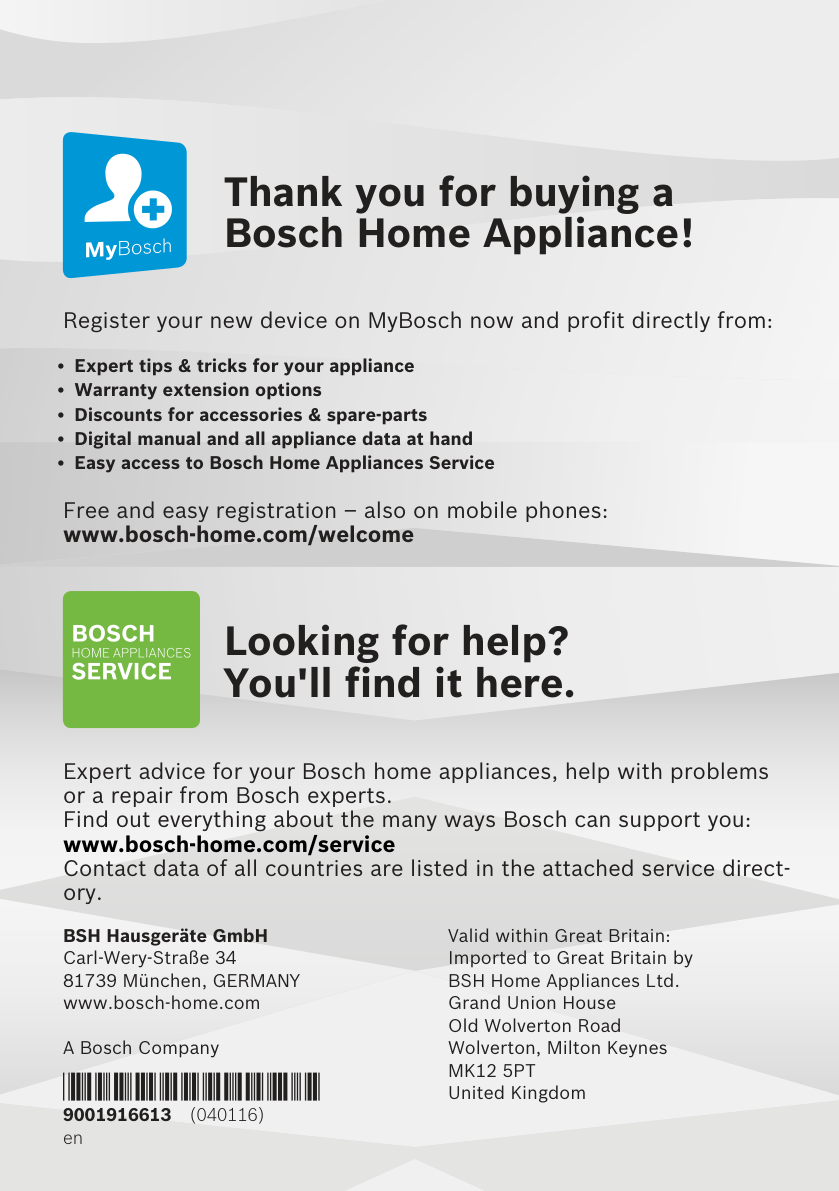 MyBosch
Thank you for buying a
Bosch Home Appliance!
Register your new device on MyBosch now and profit directly from:
• Expert tips & tricks for your appliance
• Warranty extension options
• Discounts for accessories & spare-parts
• Digital manual and all appliance data at hand
• Easy access to Bosch Home Appliances Service
Free and easy registration – also on mobile phones:
www.bosch-home.com/welcome
BOSCH
HOME APPLIANCES
SERVICE
Looking for help?
You'll find it here.
Expert advice for your Bosch home appliances, help with problems
or a repair from Bosch experts.
Find out everything about the many ways Bosch can support you:
www.bosch-home.com/service
Contact data of all countries are listed in the attached service direct-
ory.
BSH Hausgeräte GmbH
Carl-Wery-Straße 34
81739 München, GERMANY
www.bosch-home.com
A Bosch Company
9001916613 (040116)
en
Valid within Great Britain:
Imported to Great Britain by
BSH Home Appliances Ltd.
Grand Union House
Old Wolverton Road
Wolverton, Milton Keynes
MK12 5PT
United Kingdom